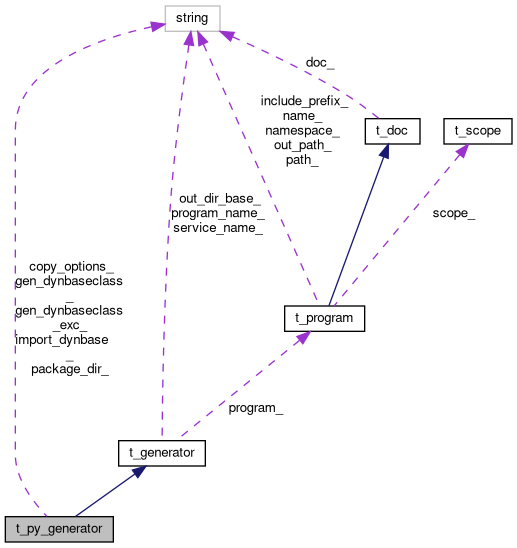 string
doc_
include_prefix_
name_
namespace_
out_path_
path_
t_doc
t_scope
out_dir_base_
program_name_
service_name_
scope_
copy_options_
gen_dynbaseclass
_
gen_dynbaseclass
_exc_
import_dynbase
_
package_dir_
t_program
program_
t_generator
t_py_generator